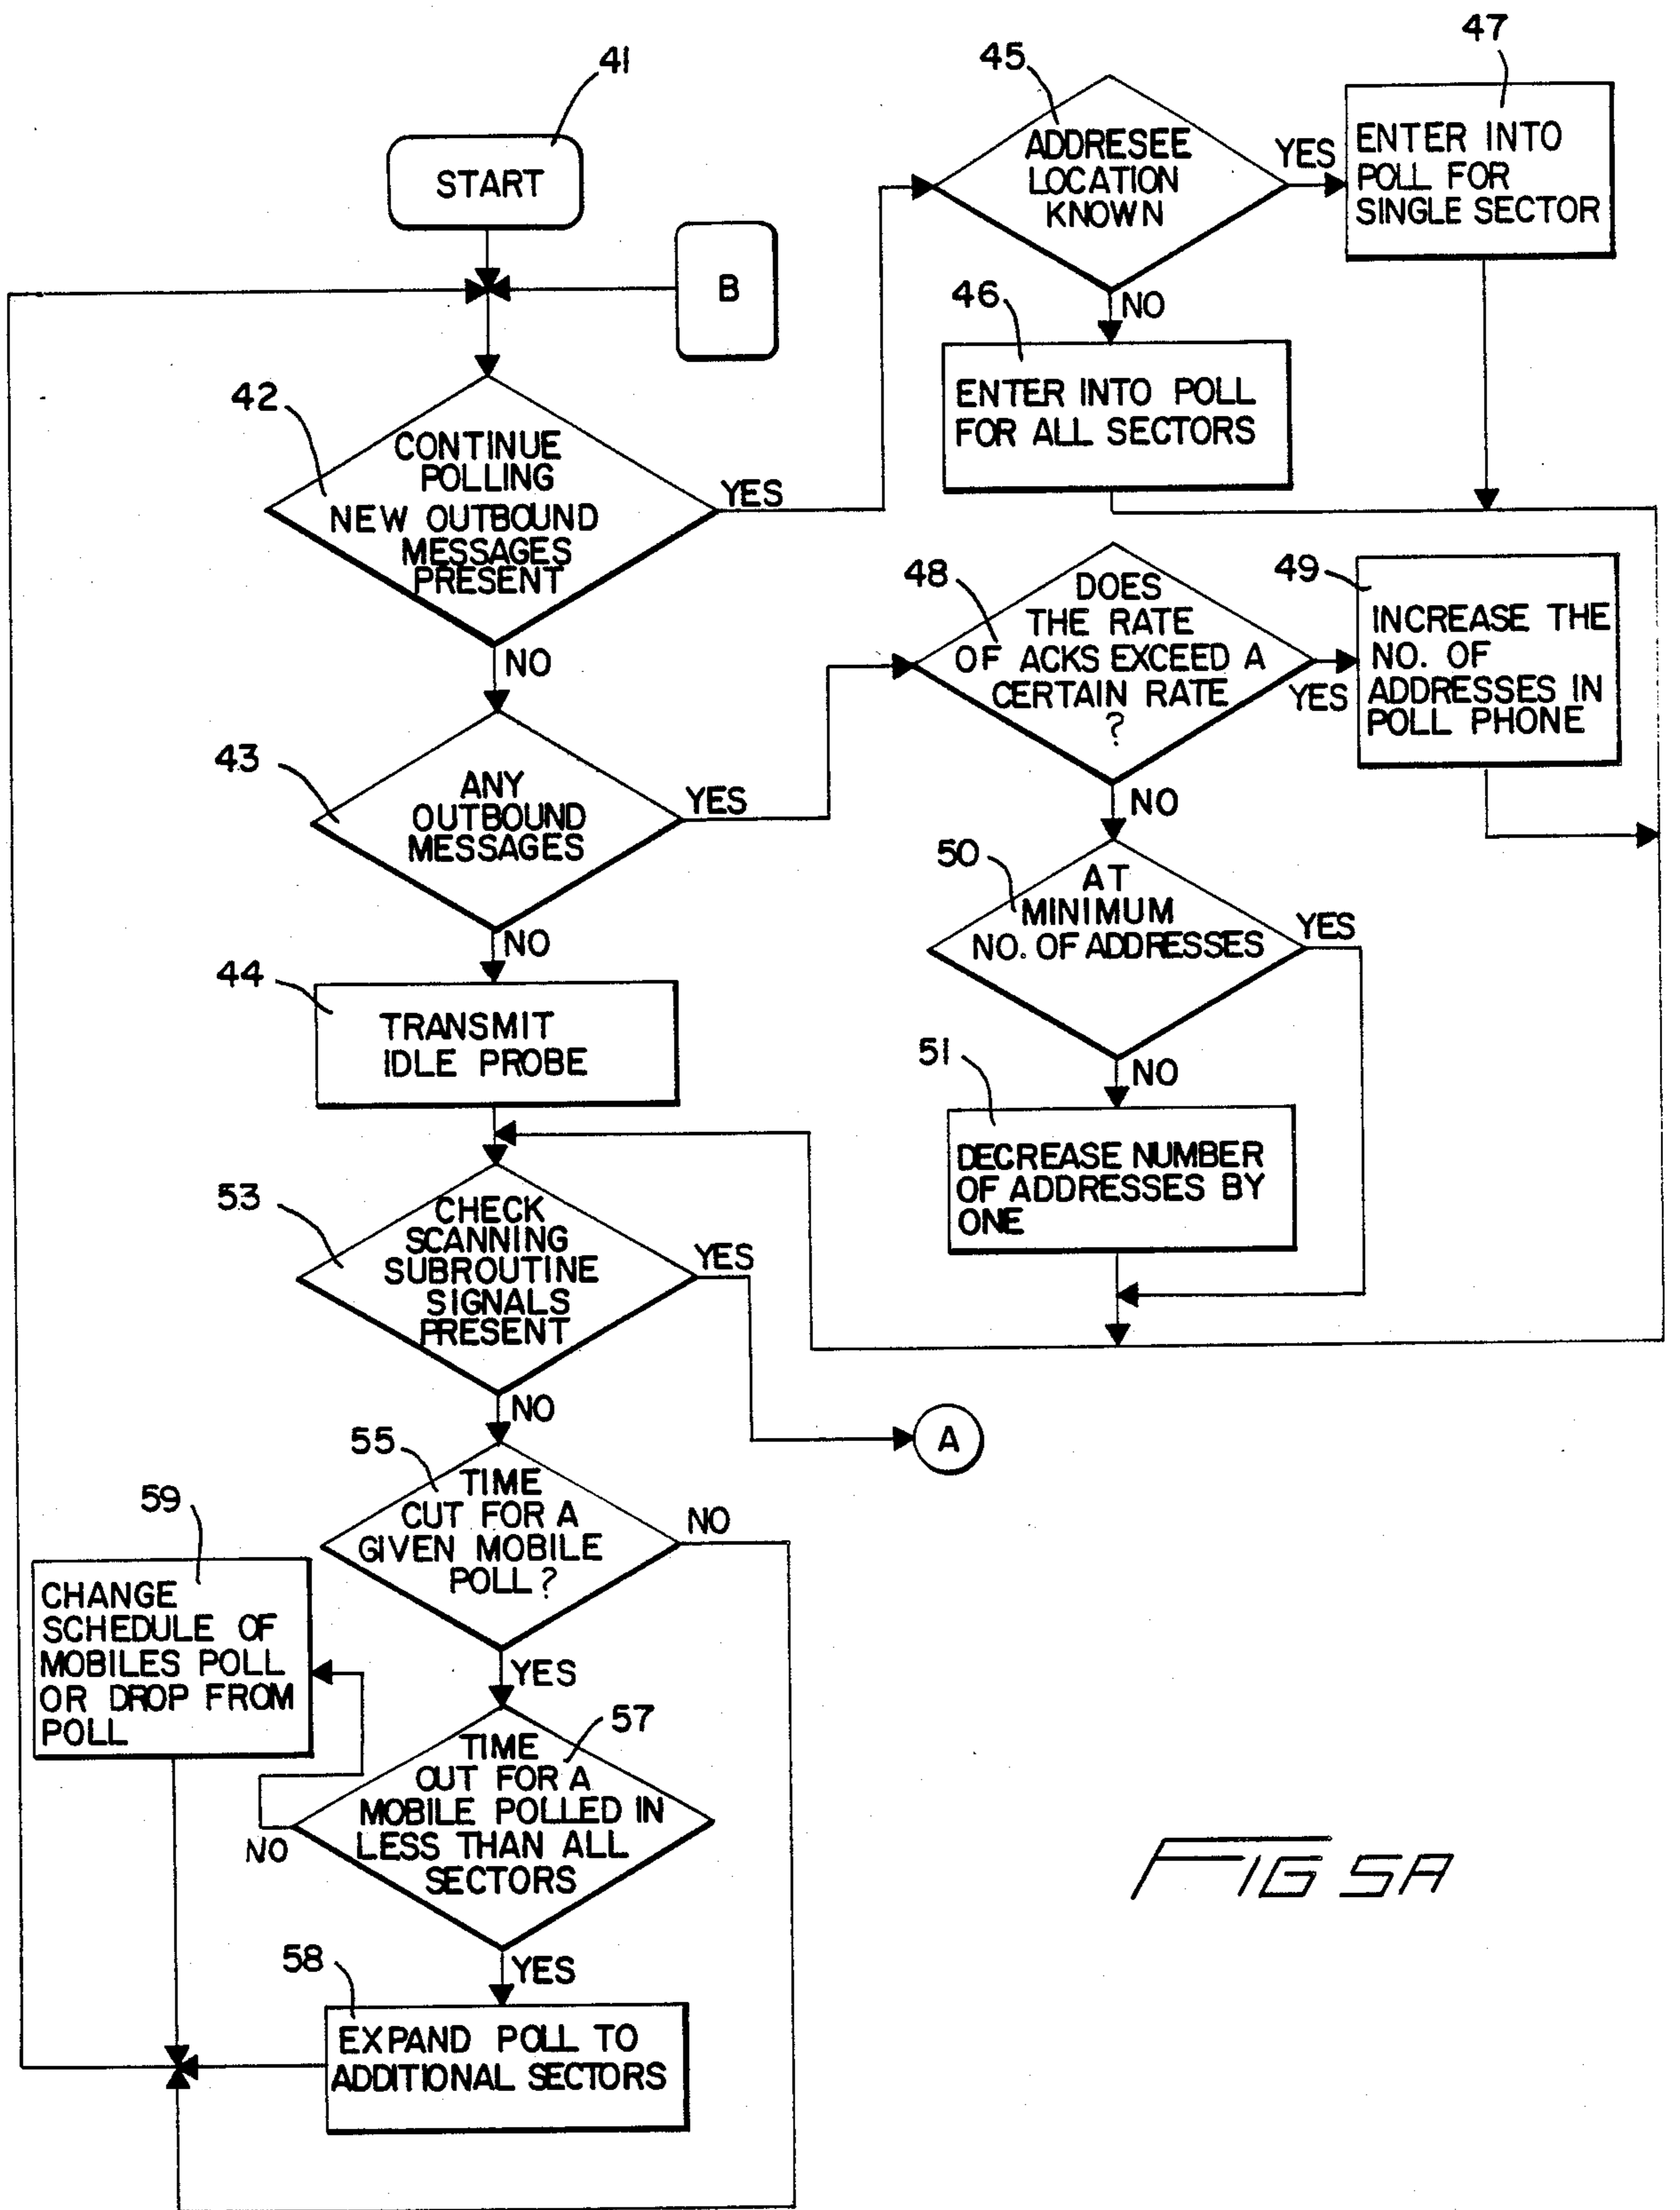 41
START
B
42
CONTINUE
POLLING
NEW OUTBOUND
MESSAGES
PRESENT
YES
NO
43
ANY
OUTBOUND
MESSAGES
YES
NO
44
TRANSMIT
IDLE PROBE
45
ADDRESEE
LOCATION
KNOWN
YES
NO
47
ENTER INTO
POLL FOR
SINGLE SECTOR
46
ENTER INTO POLL
FOR ALL SECTORS
48
DOES
THE RATE
OF ACKS EXCEED A
CERTAIN RATE
?
YES
NO
49
INCREASE THE
NO. OF
ADDRESSES IN
POLL PHONE
50
AT
MINIMUM
NO. OF ADDRESSES
YES
NO
51
DECREASE NUMBER
OF ADDRESSES BY
ONE
53
CHECK
SCANNING
SUBROUTINE
SIGNALS
PRESENT
YES
NO
A
55
TIME
CUT FOR A
GIVEN MOBILE
POLL?
NO
YES
59
CHANGE
SCHEDULE OF
MOBILES POLL
OR DROP FROM
POLL
57
TIME
OUT FOR A
MOBILE POLLED IN
LESS THAN ALL
SECTORS
NO
YES
58
EXPAND POLL TO
ADDITIONAL SECTORS
FIG 5A